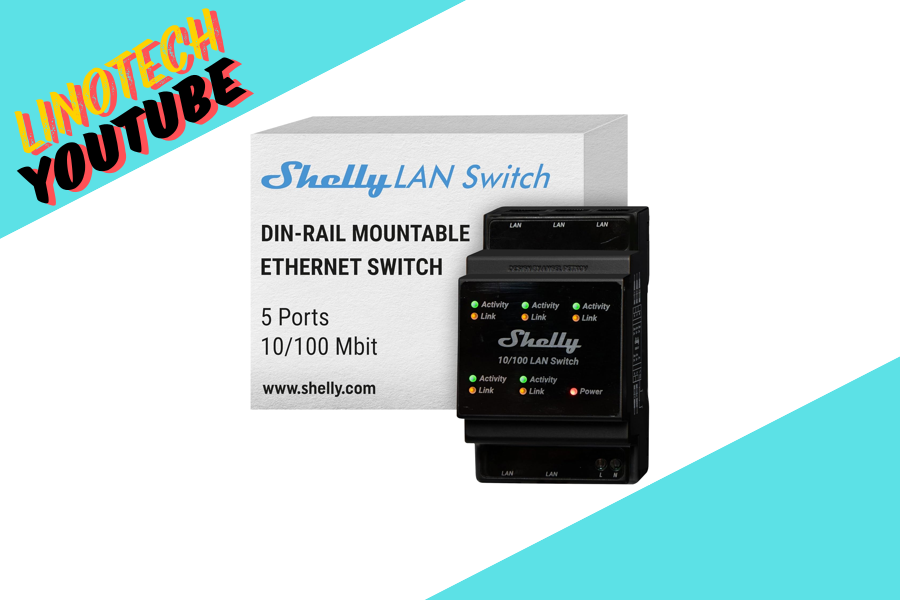 LINOTECH
YOUTUBE
Shelly LAN Switch
DIN-RAIL MOUNTABLE
ETHERNET SWITCH
5 Ports
10/100 Mbit
www.shelly.com
LAN LAN LAN
Activity Activity Activity
Link Link Link
Shelly
10/100 LAN Switch
Activity Activity
Link Link Power
LAN LAN L N